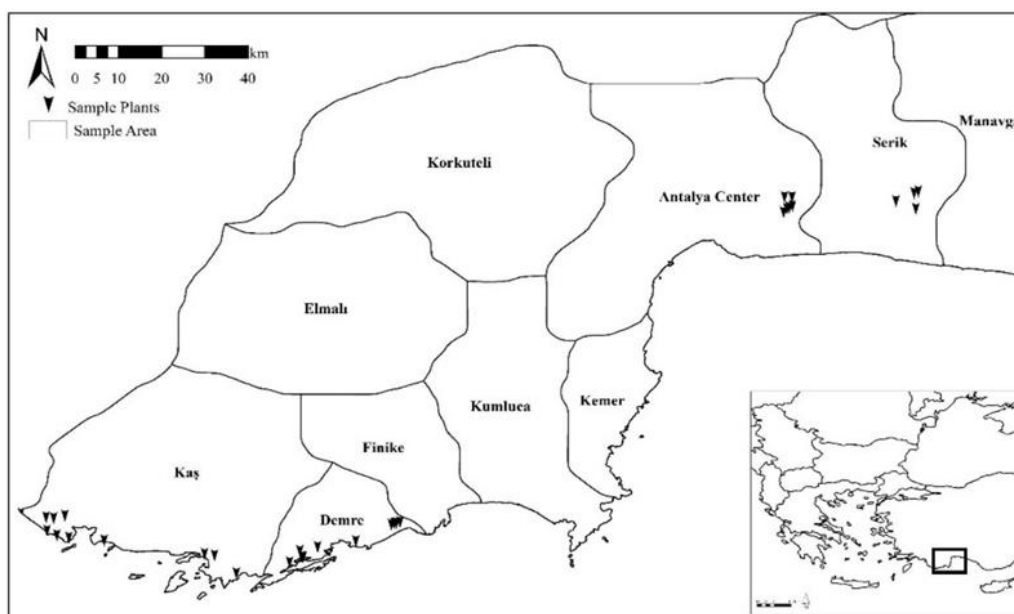 N
km
0 5 10 20 30 40
Sample Plants
Sample Area
Manavga
Serik
Korkuteli
Antalya Center
Elmalı
Kumluca
Kemer
Finike
Kaş
Demre